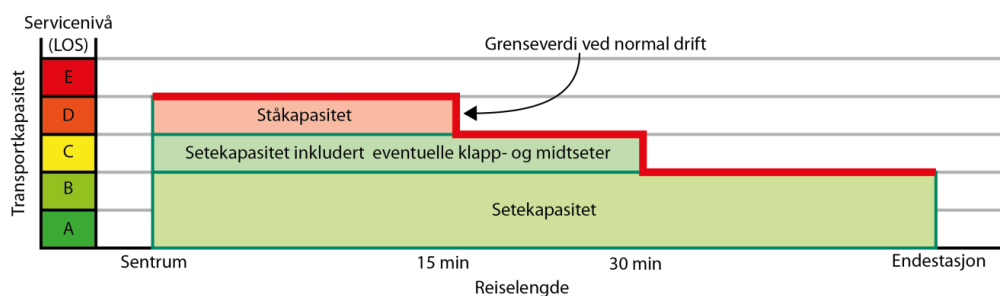 Servicenivå
(LOS)
Grenseverdi ved normal drift
Transportkapasitet
E
D
Ståkapasitet
C
Setekapasitet inkludert eventuelle klapp- og midtseter
B
Setekapasitet
A
Sentrum
15 min
30 min
Endestasjon
Reiselengde